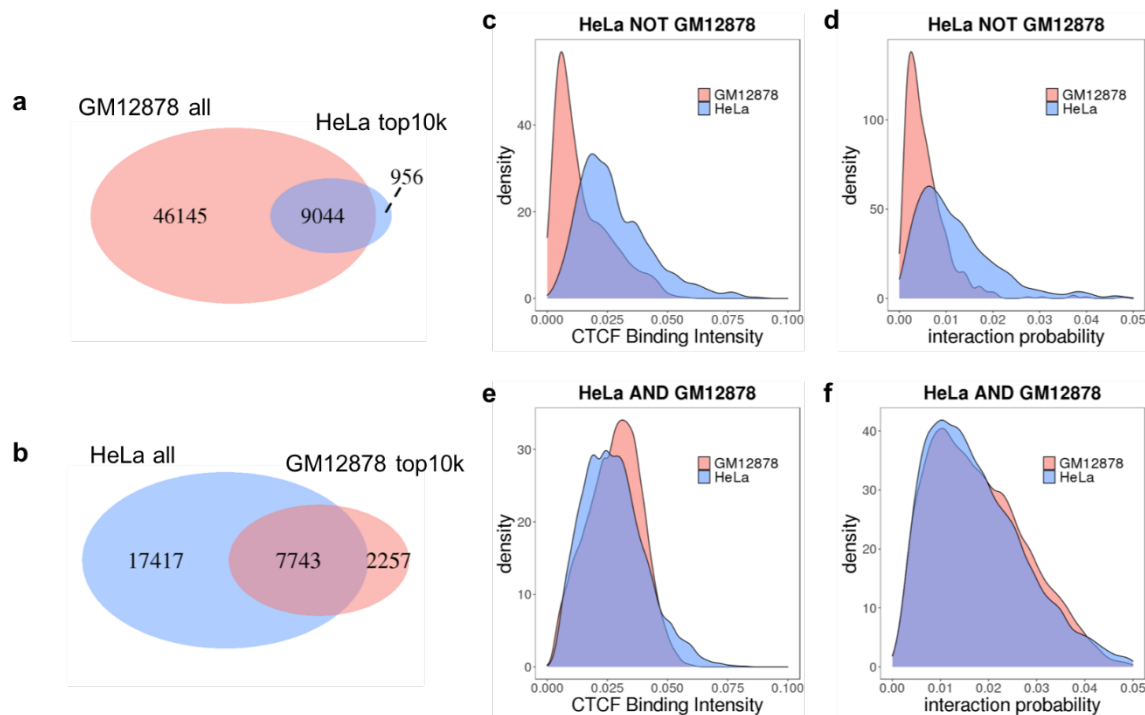 a
GM12878 all
HeLa top10k
956
46145
9044
b
HeLa all
GM12878 top10k
17417
7743
2257
c
HeLa NOT GM12878
GM12878
HeLa
density
40
20
0
0.000
0.025
0.050
0.075
0.100
CTCF Binding Intensity
d
HeLa NOT GM12878
GM12878
HeLa
density
100
50
0
0.00
0.01
0.02
0.03
0.04
0.05
interaction probability
e
HeLa AND GM12878
GM12878
HeLa
density
30
20
10
0
0.000
0.025
0.050
0.075
0.100
CTCF Binding Intensity
f
HeLa AND GM12878
GM12878
HeLa
density
40
30
20
10
0
0.00
0.01
0.02
0.03
0.04
0.05
interaction probability